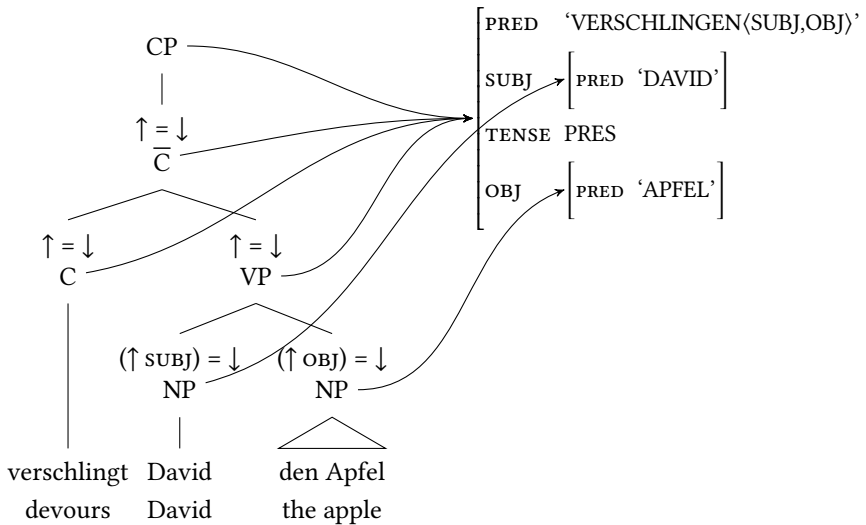 CP
↑ = ↓
C̅
↑ = ↓ ↑ = ↓
C VP
(↑ SUBJ) = ↓ (↑ OBJ) = ↓
NP NP
verschlingt David den Apfel
devours David the apple
PRED ‘VERSCHLINGEN⟨SUBJ,OBJ⟩’
SUBJ [PRED ‘DAVID’]
TENSE PRES
OBJ [PRED ‘APFEL’]